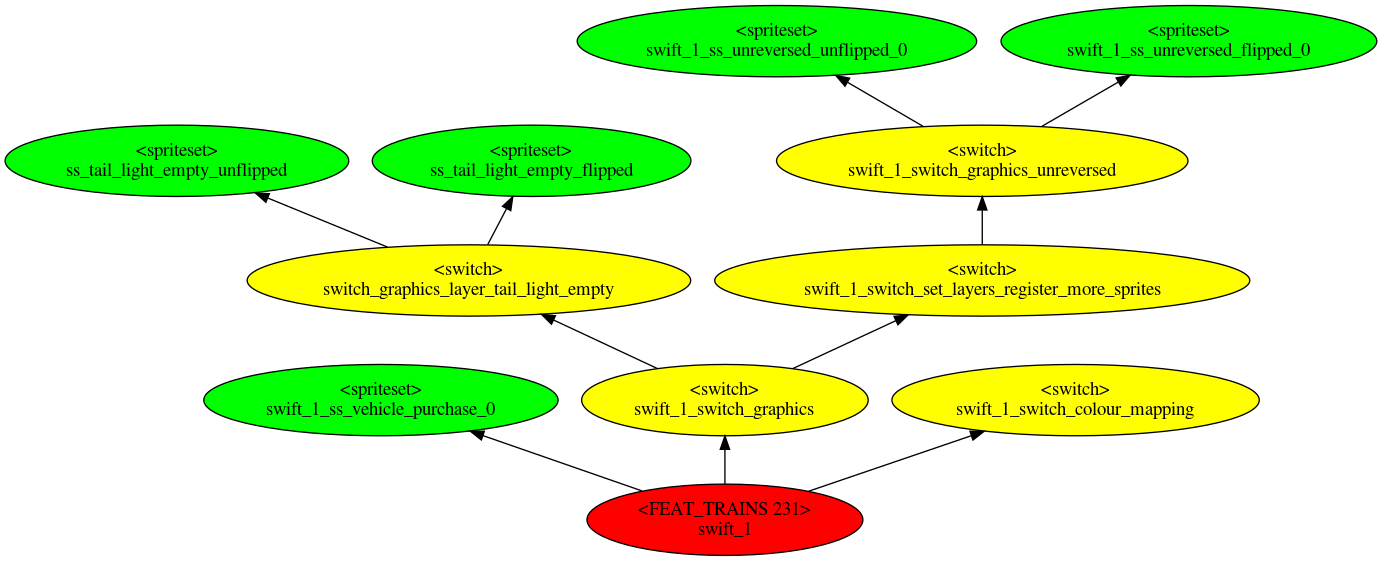 <spriteset>
swift_1_ss_unreversed_unflipped_0
<spriteset>
swift_1_ss_unreversed_flipped_0
<spriteset>
ss_tail_light_empty_unflipped
<spriteset>
ss_tail_light_empty_flipped
<switch>
swift_1_switch_graphics_unreversed
<switch>
switch_graphics_layer_tail_light_empty
<switch>
swift_1_switch_set_layers_register_more_sprites
<spriteset>
swift_1_ss_vehicle_purchase_0
<switch>
swift_1_switch_graphics
<switch>
swift_1_switch_colour_mapping
<FEAT_TRAINS 231>
swift_1